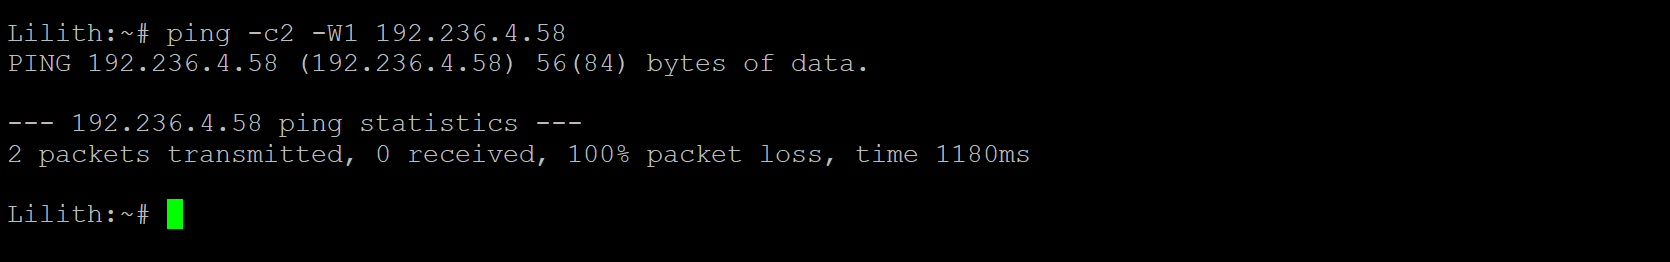 Lilith:~# ping -c2 -W1 192.236.4.58
PING 192.236.4.58 (192.236.4.58) 56(84) bytes of data.
--- 192.236.4.58 ping statistics ---
2 packets transmitted, 0 received, 100% packet loss, time 1180ms
Lilith:~#